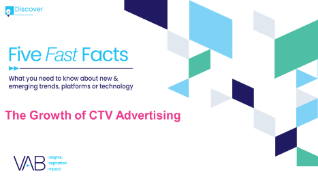 Discover
Five Fast Facts
What you need to know about new &
emerging trends, platforms or technology
The Growth of CTV Advertising
VAB